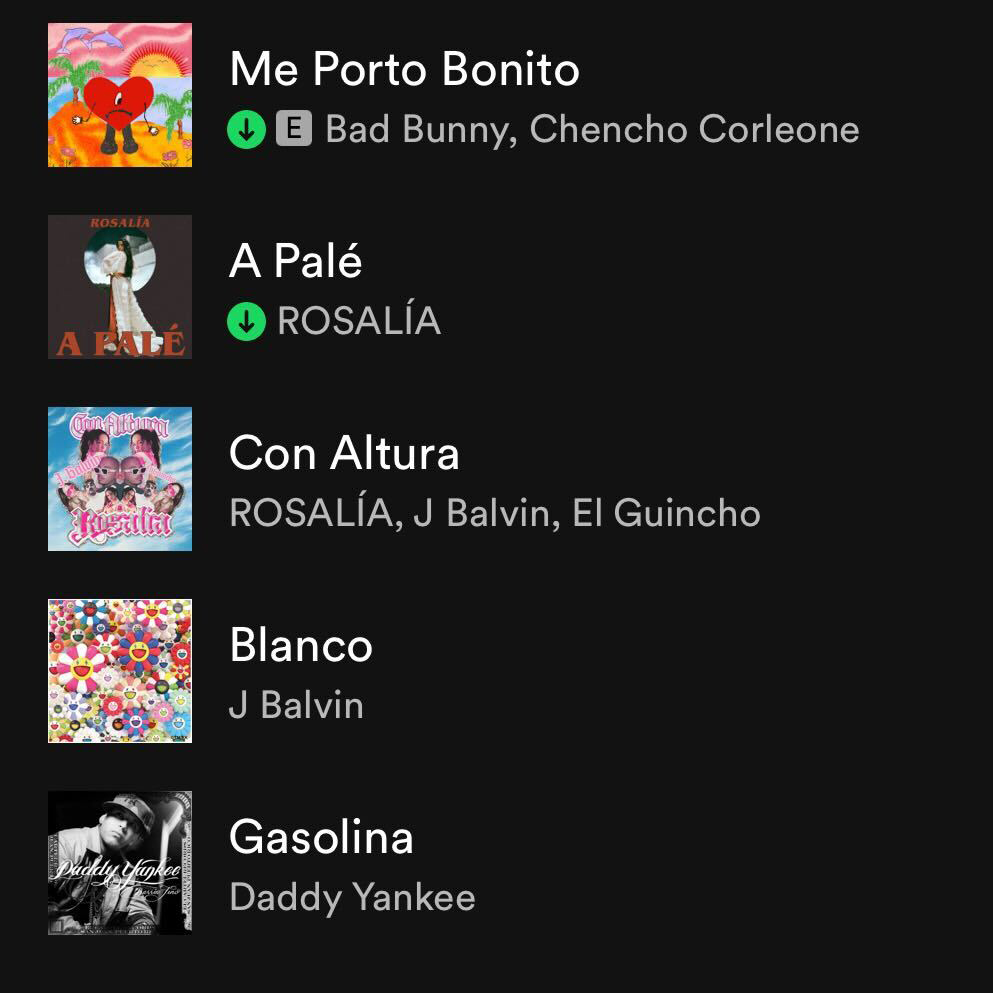 Me Porto Bonito
E Bad Bunny, Chencho Corleone
ROSALÍA
A PALÉ
A Palé
ROSALÍA
Con Altura
J Balvin
Rosalía
Con Altura
ROSALÍA, J Balvin, El Guincho
Blanco
J Balvin
Daddy Yankee
Gasolina
Daddy Yankee